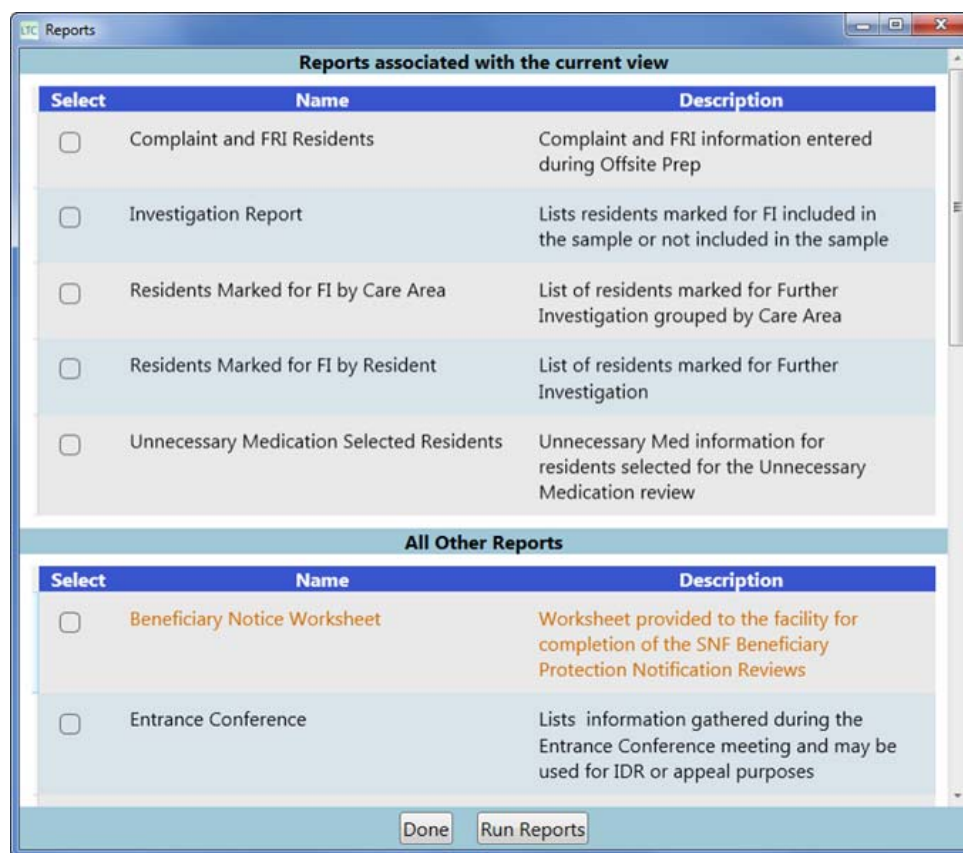 LTC Reports
Reports associated with the current view
Select Name Description
Complaint and FRI Residents Complaint and FRI information entered
during Offsite Prep
Investigation Report Lists residents marked for FI included in
the sample or not included in the sample
Residents Marked for FI by Care Area List of residents marked for Further
Investigation grouped by Care Area
Residents Marked for FI by Resident List of residents marked for Further
Investigation
Unnecessary Medication Selected Residents Unnecessary Med information for
residents selected for the Unnecessary
Medication review
All Other Reports
Select Name Description
Beneficiary Notice Worksheet Worksheet provided to the facility for
completion of the SNF Beneficiary
Protection Notification Reviews
Entrance Conference Lists information gathered during the
Entrance Conference meeting and may be
used for IDR or appeal purposes
Done Run Reports